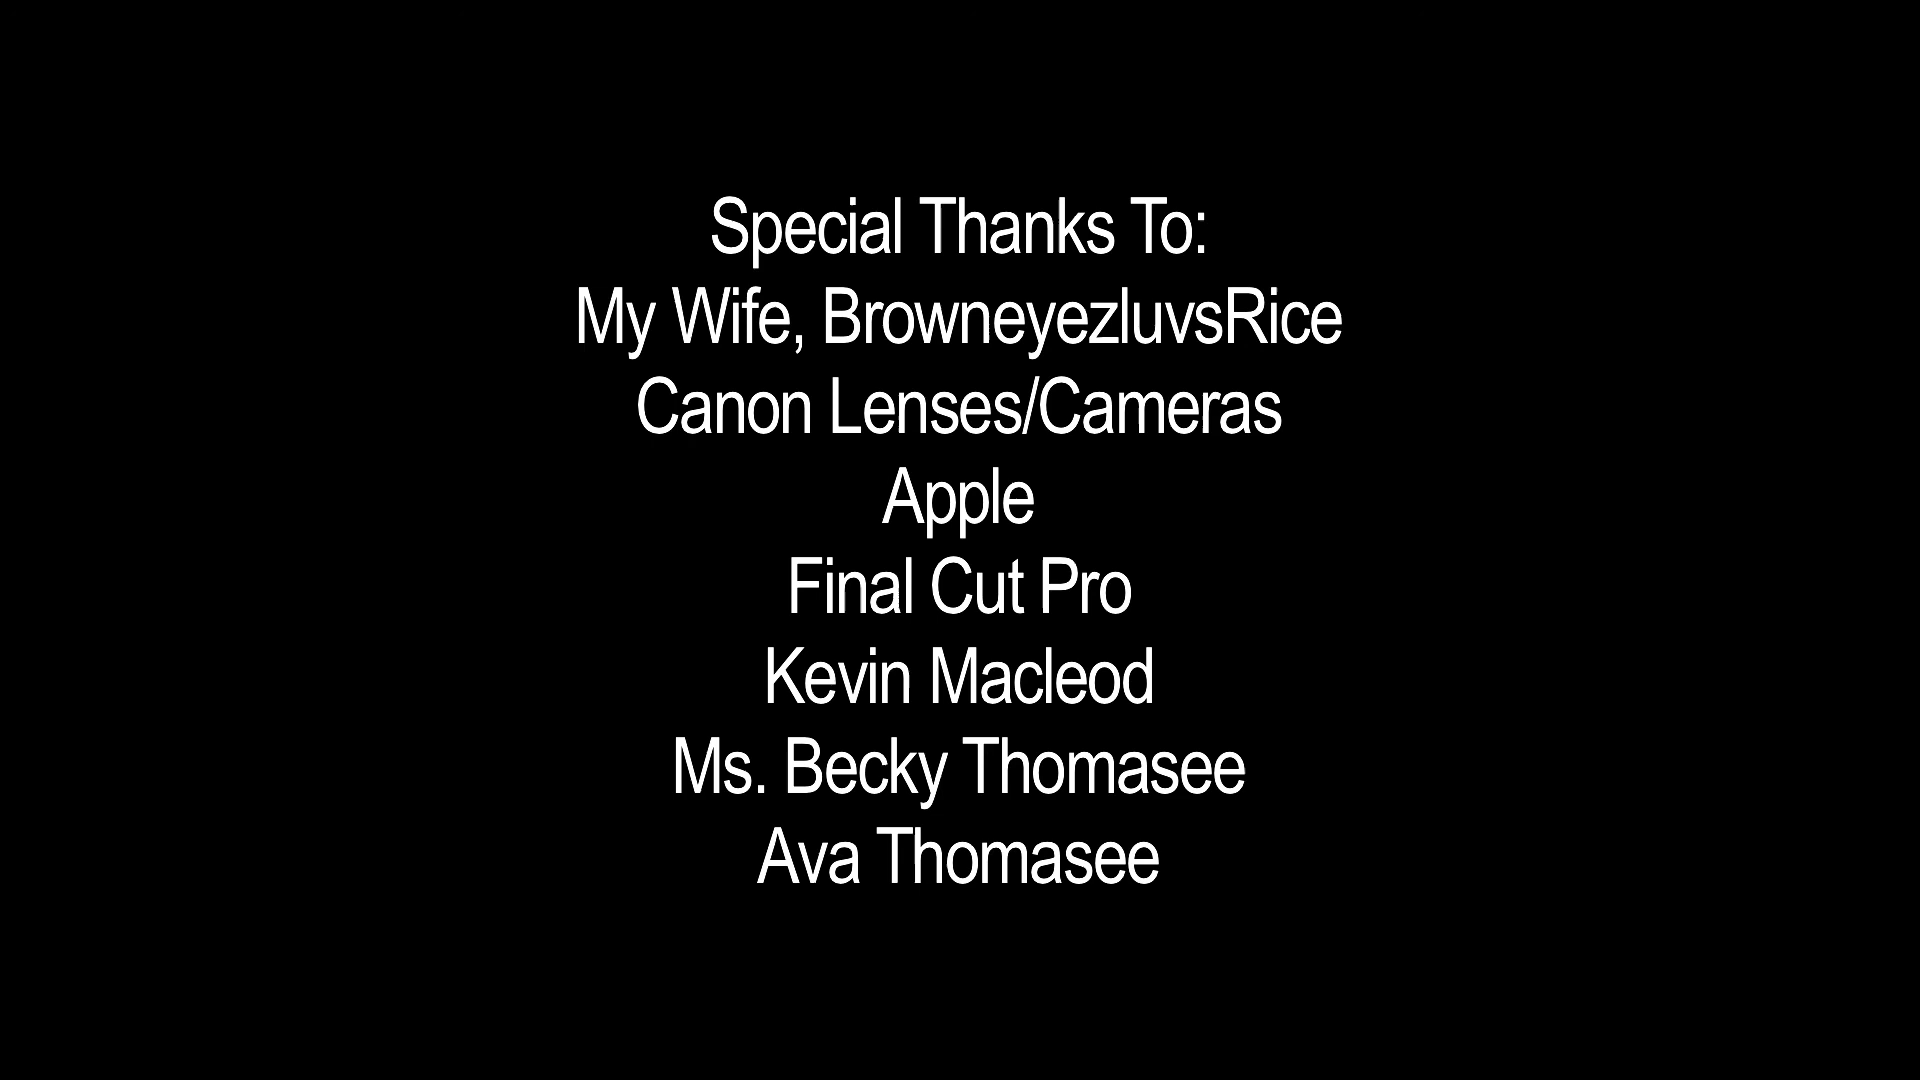 Special Thanks To:
My Wife, BrowneyezluvsRice
Canon Lenses/Cameras
Apple
Final Cut Pro
Kevin Macleod
Ms. Becky Thomasee
Ava Thomasee